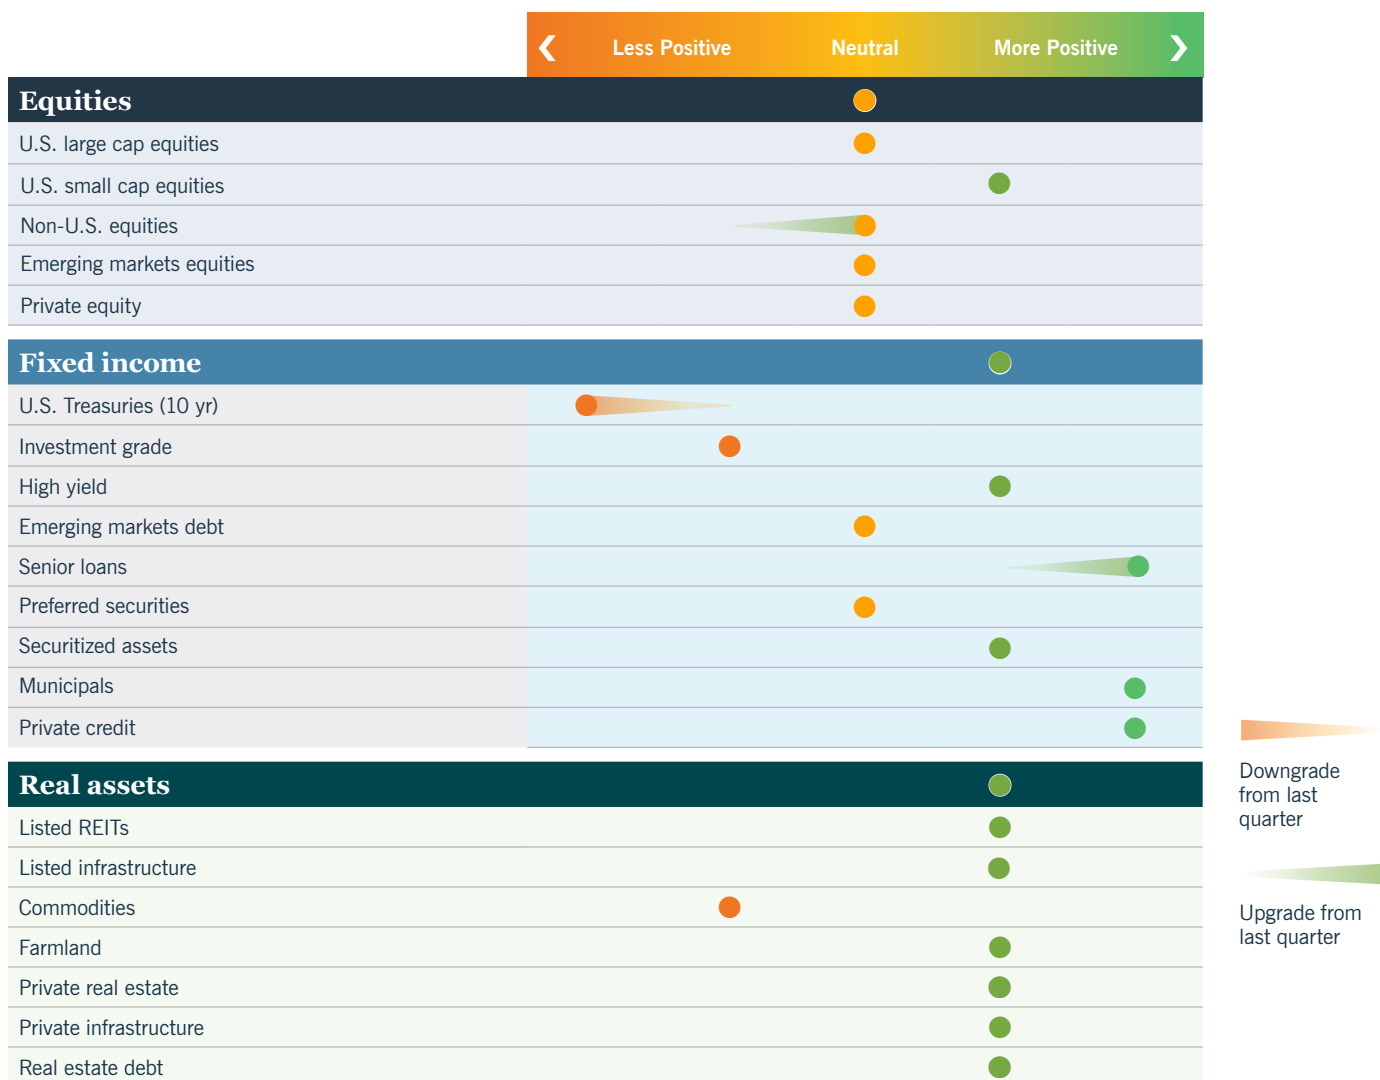 Less Positive Neutral More Positive
Equities
U.S. large cap equities
U.S. small cap equities
Non-U.S. equities
Emerging markets equities
Private equity
Fixed income
U.S. Treasuries (10 yr)
Investment grade
High yield
Emerging markets debt
Senior loans
Preferred securities
Securitized assets
Municipals
Private credit
Real assets
Listed REITs
Listed infrastructure
Commodities
Farmland
Private real estate
Private infrastructure
Real estate debt
Downgrade
from last
quarter
Upgrade from
last quarter